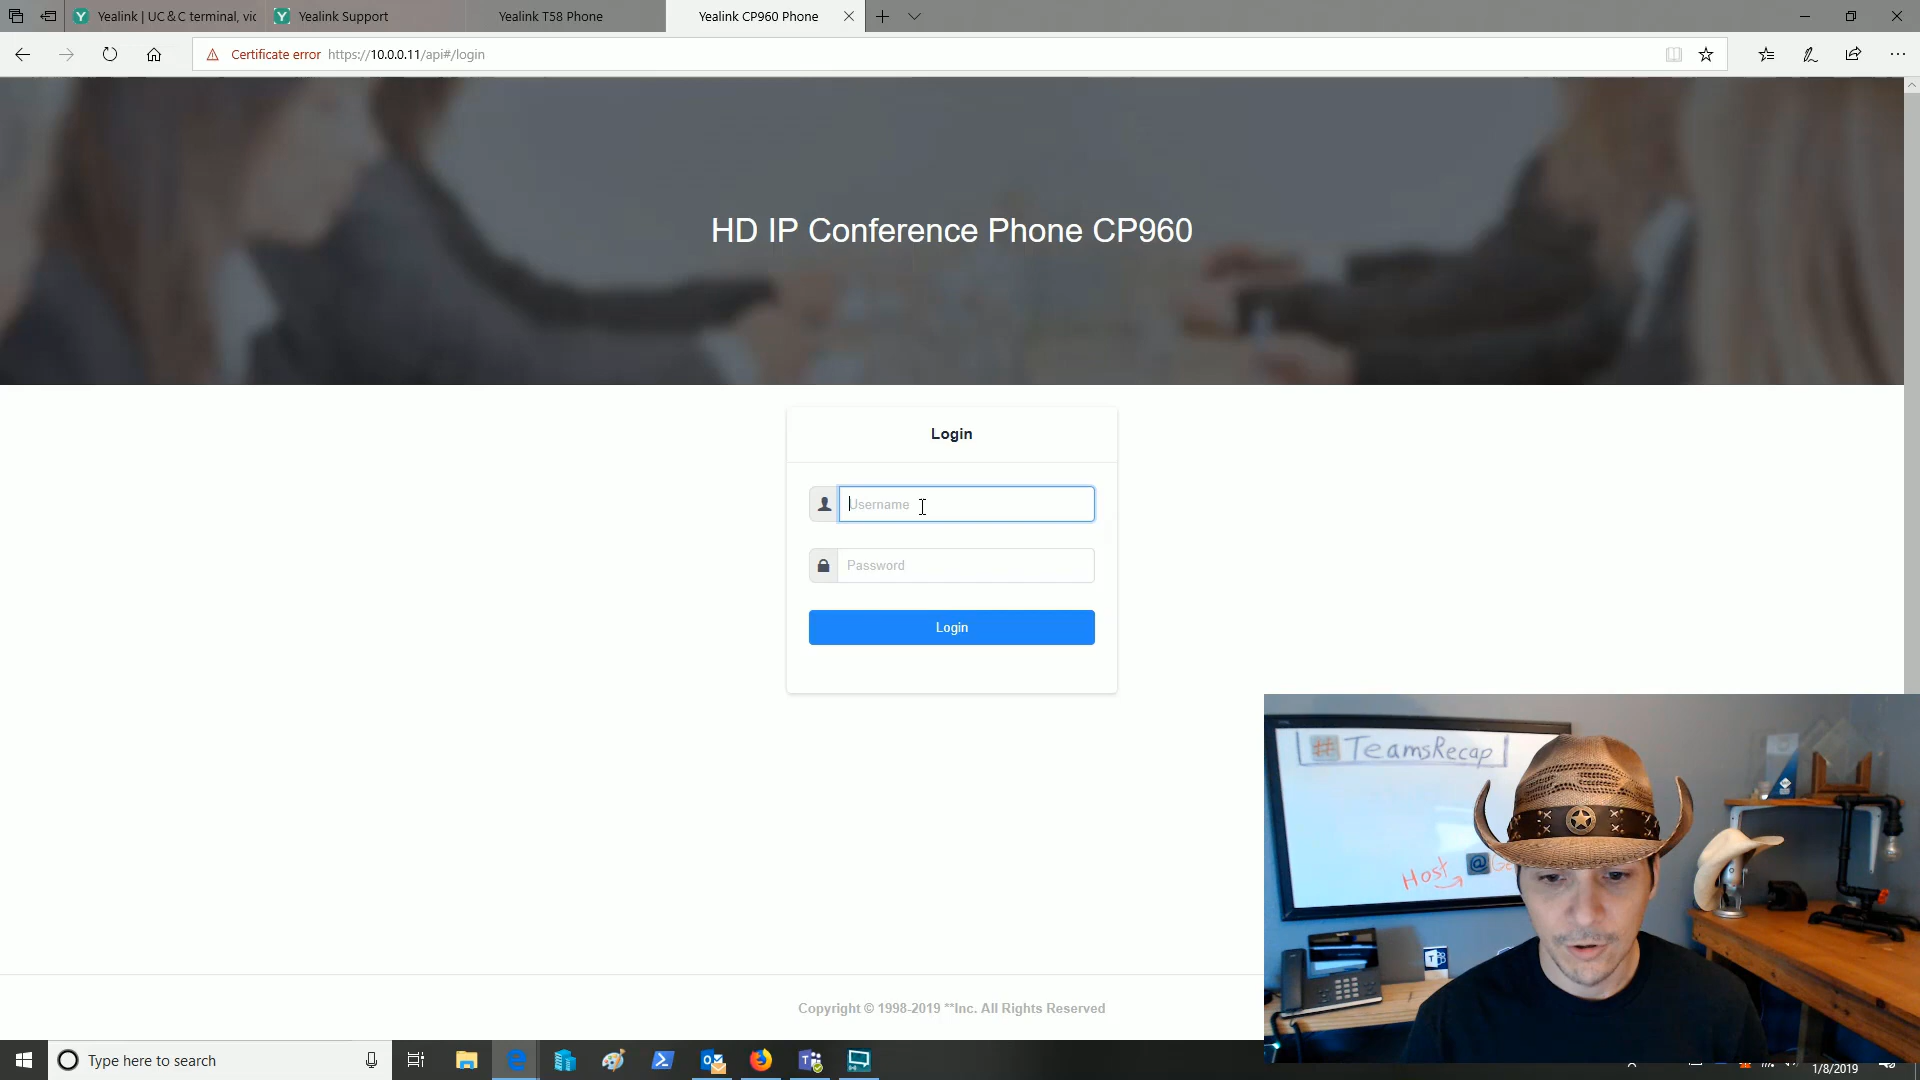 Yealink | UC&C terminal, vic
Yealink Support
Yealink T58 Phone
Yealink CP960 Phone
Certificate error https://10.0.0.11/api#/login
HD IP Conference Phone CP960
Login
Username
Password
Login
#TeamsRecap
Host
@Ge
Copyright © 1998-2019 **Inc. All Rights Reserved
Type here to search
1/8/2019